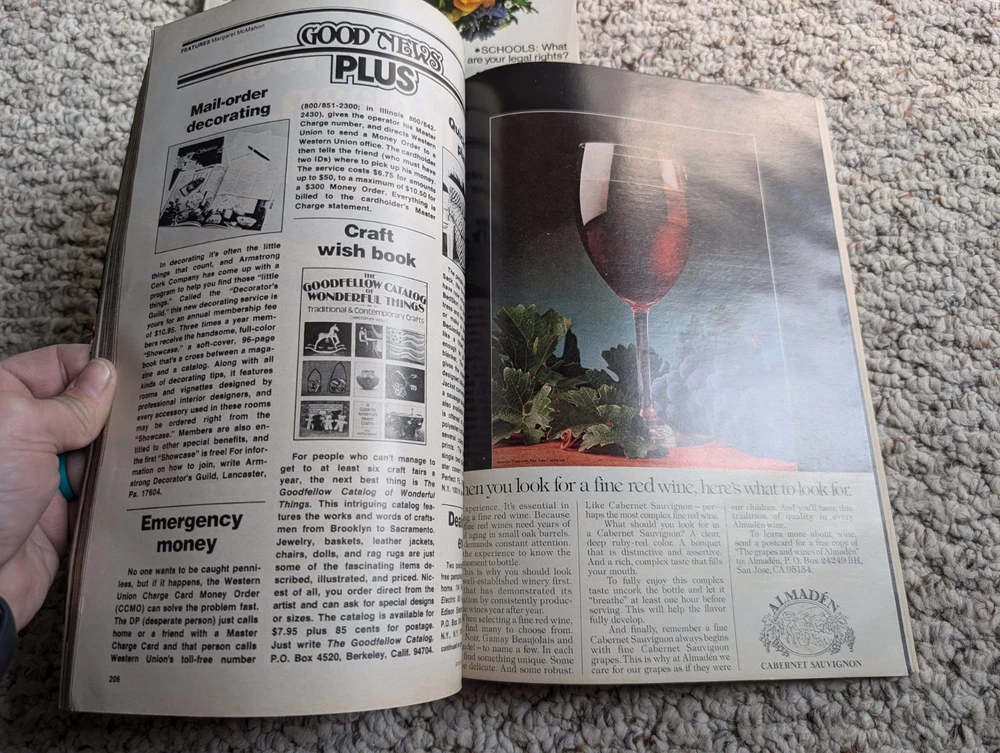 • SCHOOLS: What
are your legal rights?
FEATURES Margaret McMahon
GOOD NEWS
PLUS
Mail-order
decorating
In decorating it's often the little
things that count, and Armstrong
Cork Company has come up with a
program to help you find those "little
things." Called the "Decorator's
Guild," this new decorating service is
yours for an annual membership fee
of $10.95. Three times a year mem-
bers receive the handsome, full-color
"Showcase," a soft-cover, 96-page
book that's a cross between a maga-
zine and a catalog. Along with all
kinds of decorating tips, it features
rooms and vignettes designed by
professional interior designers, and
every accessory used in these rooms
may be ordered right from the
"Showcase." Members are also en-
titled to other special benefits, and
the first "Showcase" is free! For infor-
mation on how to join, write Arm-
strong Decorator's Guild, Lancaster,
Pa. 17604.
Emergency
money
No one wants to be caught penni-
less, but if it happens, the Western
Union Charge Card Money Order
(CCMO) can solve the problem fast.
The DP (desperate person) just calls
home or a friend with a Master
Charge Card and that person calls
Western Union's toll-free number
206
(800/851-2300; in Illinois 800/642-
2430), gives the operator his Master
Charge number, and directs Western
Union to send a Money Order to a
Western Union office. The cardholder
then tells the friend (who must have
two IDs) where to pick up his money.
The service costs $6.75 for amounts
up to $50, to a maximum of $10.50 for
a $300 Money Order. Everything is
billed to the cardholder's Master
Charge statement.
Craft
wish book
THE
GOODFELLOW CATALOG
OF
WONDERFUL THINGS
Traditional & Contemporary Crafts
For people who can't manage to
get to at least six craft fairs a
year, the next best thing is The
Goodfellow Catalog of Wonderful
Things. This intriguing catalog fea-
tures the works and words of crafts-
men from Brooklyn to Sacramento.
Jewelry, baskets, leather jackets,
chairs, dolls, and rag rugs are just
some of the fascinating items de-
scribed, illustrated, and priced. Nic-
est of all, you order direct from the
artist and can ask for special designs
or sizes. The catalog is available for
$7.95 plus 85 cents for postage.
Just write The Goodfellow Catalog,
P.O. Box 4520, Berkeley, Calif. 94704.
When you look for a fine red wine, here's what to look for.
experience. It's essential in
a fine red wine. Because
fine red wines need years of
aging in small oak barrels.
demands constant attention.
the experience to know the
moment to bottle.
This is why you should look
well-established winery first.
by consistently produc-
wines year after year.
When selecting a fine red wine,
find many to choose from.
Noir, Gamay Beaujolais and
to name a few. In each
find something unique. Some
delicate. And some robust.
Like Cabernet Sauvignon – per-
haps the most complex fine red wine.
What should you look for in
a Cabernet Sauvignon? A clear,
deep ruby-red color. A bouquet
that is distinctive and assertive.
And a rich, complex taste that fills
your mouth.
To fully enjoy this complex
taste uncork the bottle and let it
"breathe" at least one hour before
serving. This will help the flavor
fully develop.
And finally, remember a fine
Cabernet Sauvignon always begins
with fine Cabernet Sauvignon
grapes. This is why at Almadén we
care for our grapes as if they were
our children. And you'll taste this
tradition of quality in every
Almadén wine.
To learn more about wine,
send a postcard for a free copy of
"The grapes and wines of Almadén"
to Almadén, P.O. Box 24249 BH,
San Jose, CA 95154.
ALMADÉN
CABERNET SAUVIGNON